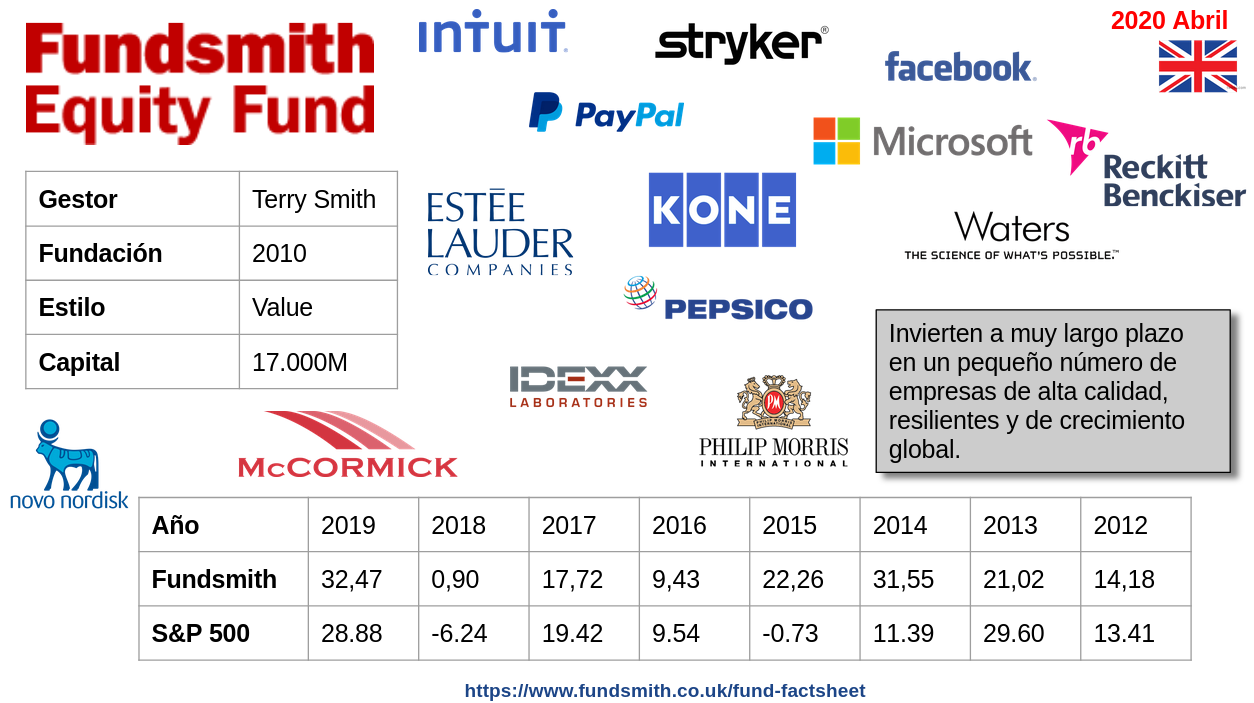 Fundsmith
Equity Fund
INTUIT
stryker®
facebook
2020 Abril
PayPal
Microsoft
rb
Reckitt
Benckiser
Gestor Terry Smith
Fundación 2010
Estilo Value
Capital 17.000M
ESTĒE
LAUDER
COMPANIES
KONE
Waters
THE SCIENCE OF WHAT'S POSSIBLE.™
PEPSICO
Invierten a muy largo plazo
en un pequeño número de
empresas de alta calidad,
resilientes y de crecimiento
global.
IDEXX
LABORATORIES
PM
PHILIP MORRIS
INTERNATIONAL
McCORMICK
novo nordisk
Año 2019 2018 2017 2016 2015 2014 2013 2012
Fundsmith 32,47 0,90 17,72 9,43 22,26 31,55 21,02 14,18
S&P 500 28.88 -6.24 19.42 9.54 -0.73 11.39 29.60 13.41
https://www.fundsmith.co.uk/fund-factsheet